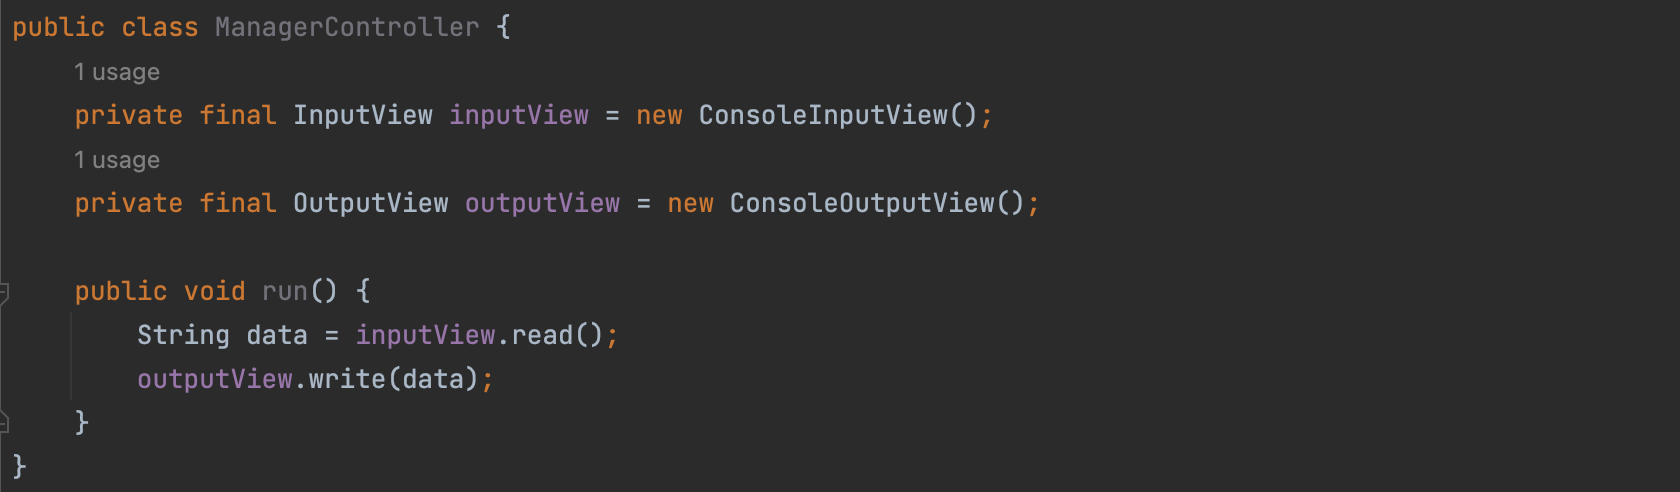 public class ManagerController {
1 usage
private final InputView inputView = new ConsoleInputView();
1 usage
private final OutputView outputView = new ConsoleOutputView();
public void run() {
String data = inputView.read();
outputView.write(data);
}
}